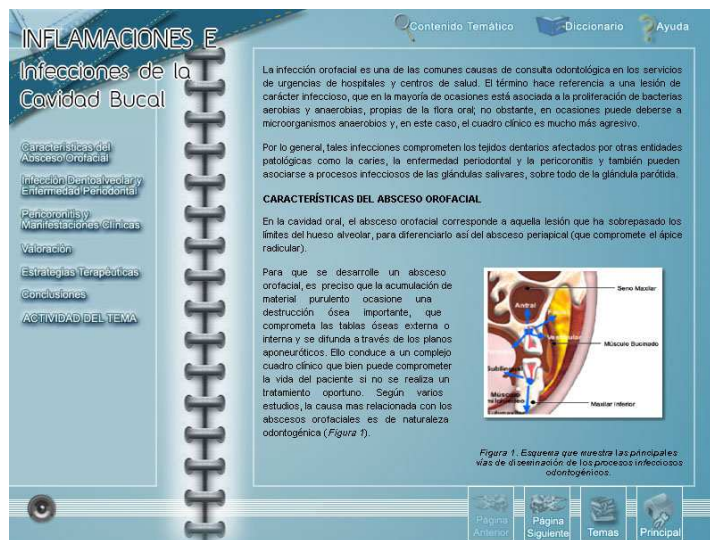 INFLAMACIONES E
Infecciones de la
Cavidad Bucal
Contenido Temático
Diccionario
Ayuda
Características del
Absceso Orofacial
Infección Dentoalveolar y
Enfermedad Periodontal
Pericoronitis y
Manifestaciones Clínicas
Valoración
Estrategias Terapéuticas
Conclusiones
ACTIVIDAD DEL TEMA
La infección orofacial es una de las comunes causas de consulta odontológica en los servicios
de urgencias de hospitales y centros de salud. El término hace referencia a una lesión de
carácter infeccioso, que en la mayoría de ocasiones está asociada a la proliferación de bacterias
aerobias y anaerobias, propias de la flora oral; no obstante, en ocasiones puede deberse a
microorganismos anaerobios y, en este caso, el cuadro clínico es mucho más agresivo.
Por lo general, tales infecciones comprometen los tejidos dentarios afectados por otras entidades
patológicas como la caries, la enfermedad periodontal y la pericoronitis y también pueden
asociarse a procesos infecciosos de las glándulas salivares, sobre todo de la glándula parótida.
CARACTERÍSTICAS DEL ABSCESO OROFACIAL
En la cavidad oral, el absceso orofacial corresponde a aquella lesión que ha sobrepasado los
límites del hueso alveolar, para diferenciarlo así del absceso periapical (que compromete el ápice
radicular).
Para que se desarrolle un absceso
orofacial, es preciso que la acumulación de
material purulento ocasione una
destrucción ósea importante, que
comprometa las tablas óseas externa o
interna y se difunda a través de los planos
aponeuróticos. Ello conduce a un complejo
cuadro clínico que bien puede comprometer
la vida del paciente si no se realiza un
tratamiento oportuno. Según varios
estudios, la causa mas relacionada con los
abscesos orofaciales es de naturaleza
odontogénica (Figura 1).
Seno Maxilar
Antral
Vestibular
Músculo Bucinador
Sublingual
Músculo
Maxilar Inferior
Figura 1. Esquema que muestra las principales
vías de diseminación de los procesos infecciosos
odontogénicos.
Página
Anterior
Página
Siguiente
Temas
Principal